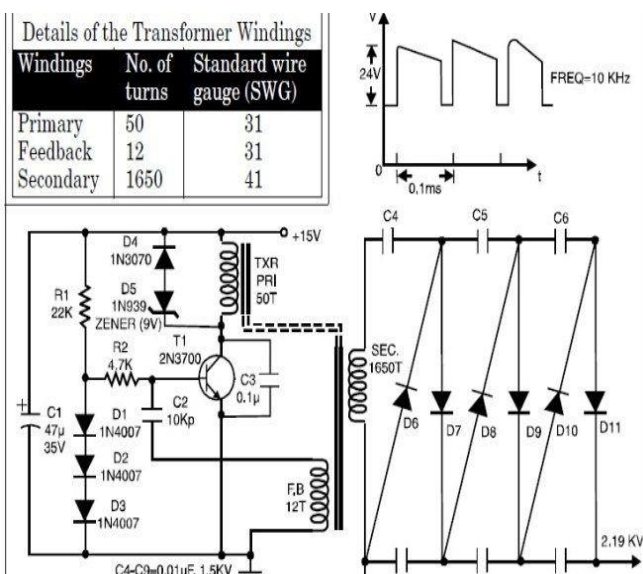 Details of the Transformer Windings
Windings No. of turns Standard wire gauge (SWG)
Primary 50 31
Feedback 12 31
Secondary 1650 41
V
24V
FREQ=10 KHz
0
0.1ms
t
C4
C5
C6
+15V
D4
1N3070
TXR
PRI
50T
R1
22K
D5
1N939
ZENER (9V)
T1
2N3700
R2
4.7K
C3
0.1µ
SEC.
1650T
C1
47µ
35V
+
C2
10Kp
D1
1N4007
D2
1N4007
D3
1N4007
D6
D7
D8
D9
D10
D11
F.B
12T
2.19 KV
C4-C9=0.01µF, 1.5KV